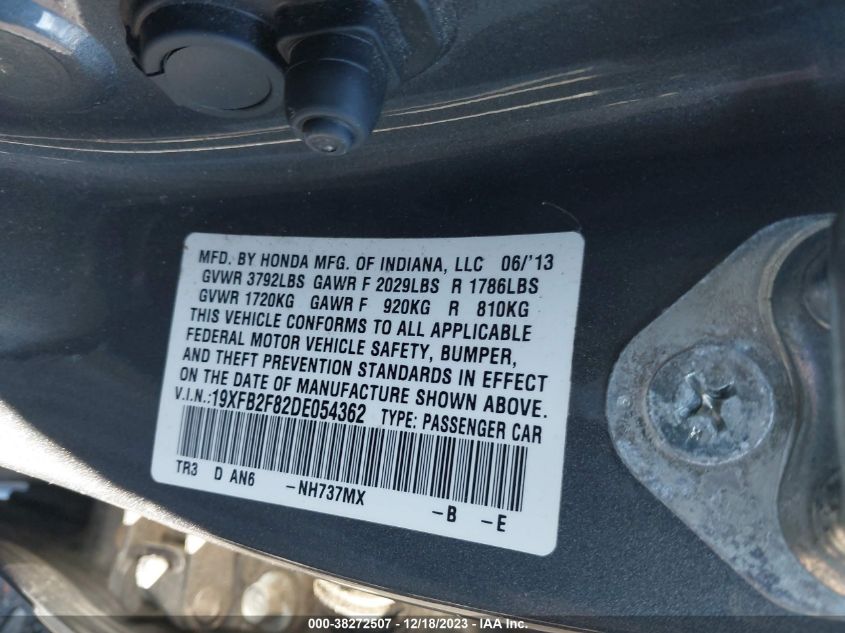 MFD. BY HONDA MFG. OF INDIANA, LLC 06/'13
GVWR 3792LBS GAWR F 2029LBS R 1786LBS
GVWR 1720KG GAWR F 920KG R 810KG
THIS VEHICLE CONFORMS TO ALL APPLICABLE
FEDERAL MOTOR VEHICLE SAFETY, BUMPER,
AND THEFT PREVENTION STANDARDS IN EFFECT
ON THE DATE OF MANUFACTURE SHOWN ABOVE.
V.I.N.:19XFB2F82DE054362 TYPE: PASSENGER CAR
TR3 D AN6 -NH737MX -B -E
000-38272507 - 12/18/2023 - IAA Inc.